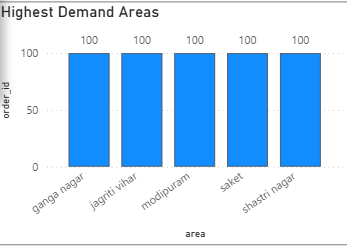 Highest Demand Areas
100 100 100 100 100
100
50
0
order_id
ganga nagar
jagriti vihar
modipuram
saket
shastri nagar
area